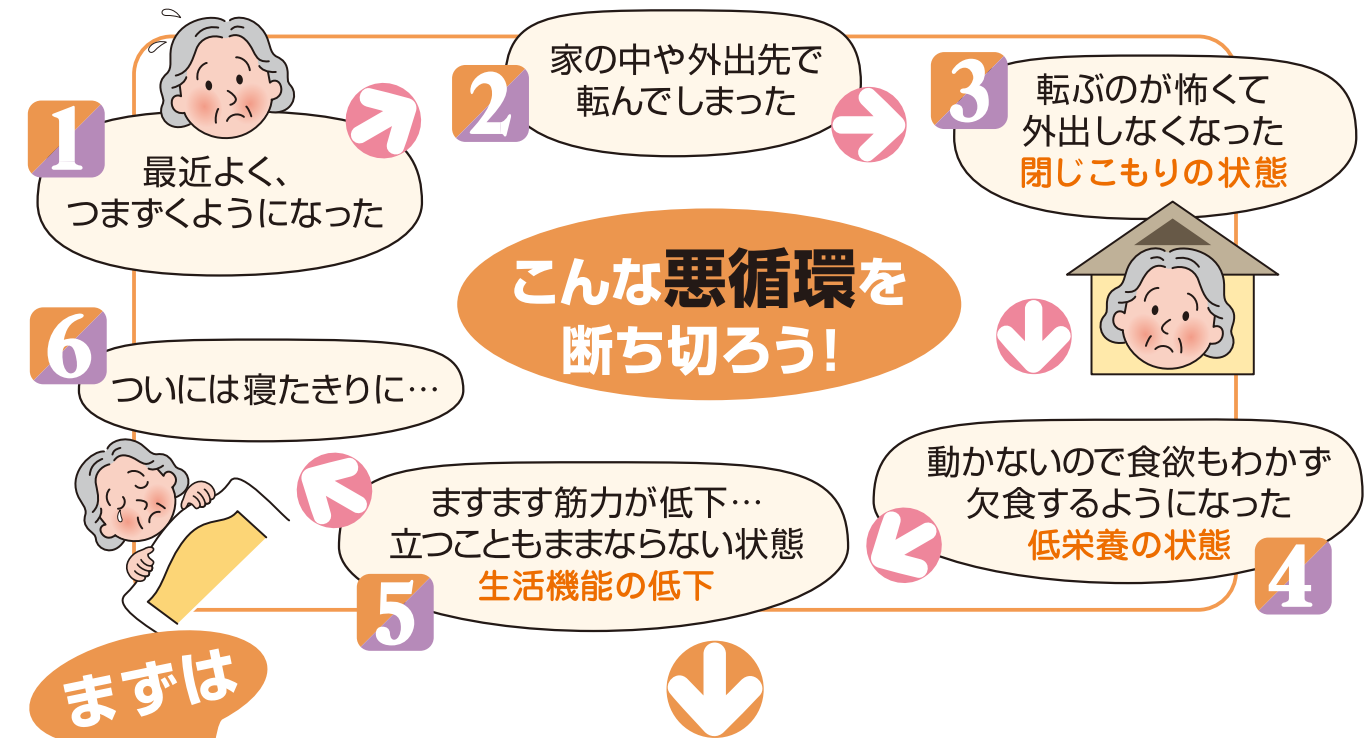 1
最近よく、
つまずくようになった
2
家の中や外出先で
転んでしまった
3
転ぶのが怖くて
外出しなくなった
閉じこもりの状態
こんな悪循環を
断ち切ろう!
4
動かないので食欲もわかず
欠食するようになった
低栄養の状態
5
ますます筋力が低下…
立つこともままならない状態
生活機能の低下
6
ついには寝たきりに…
まずは